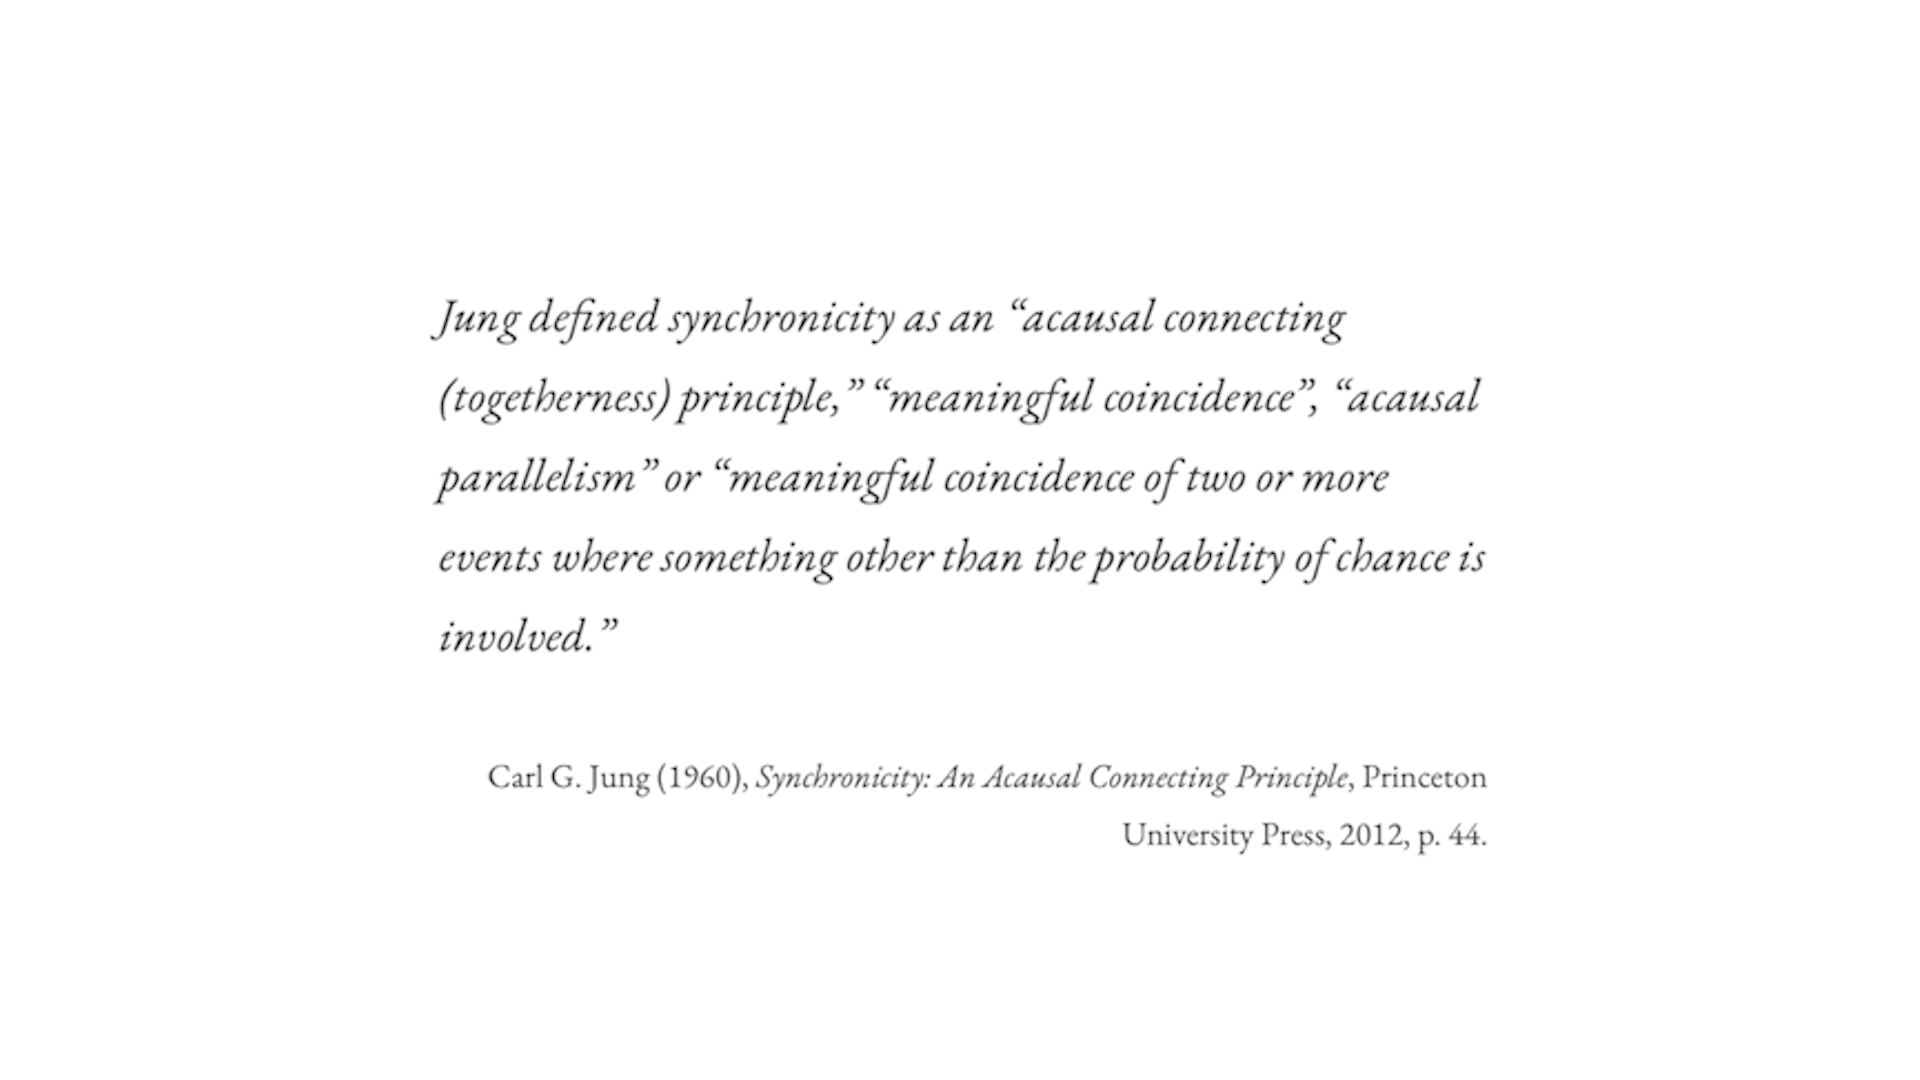 Jung defined synchronicity as an “acausal connecting
(togetherness) principle,” “meaningful coincidence”, “acausal
parallelism” or “meaningful coincidence of two or more
events where something other than the probability of chance is
involved.”
Carl G. Jung (1960), Synchronicity: An Acausal Connecting Principle, Princeton
University Press, 2012, p. 44.